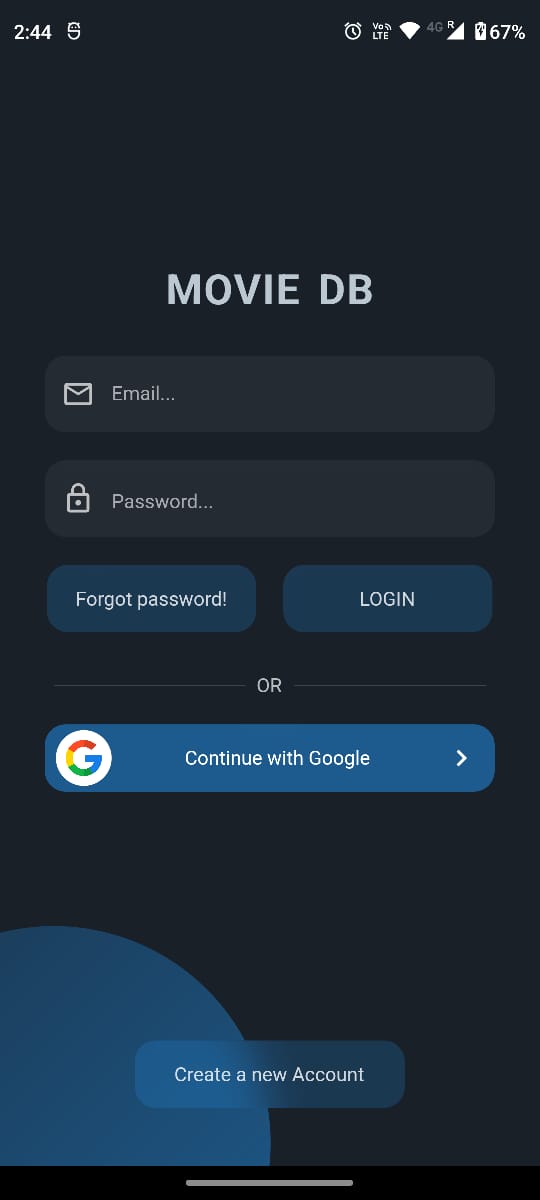 2:44
Vo LTE 4G R 67%
MOVIE DB
Email...
Password...
Forgot password! LOGIN
OR
Continue with Google
Create a new Account